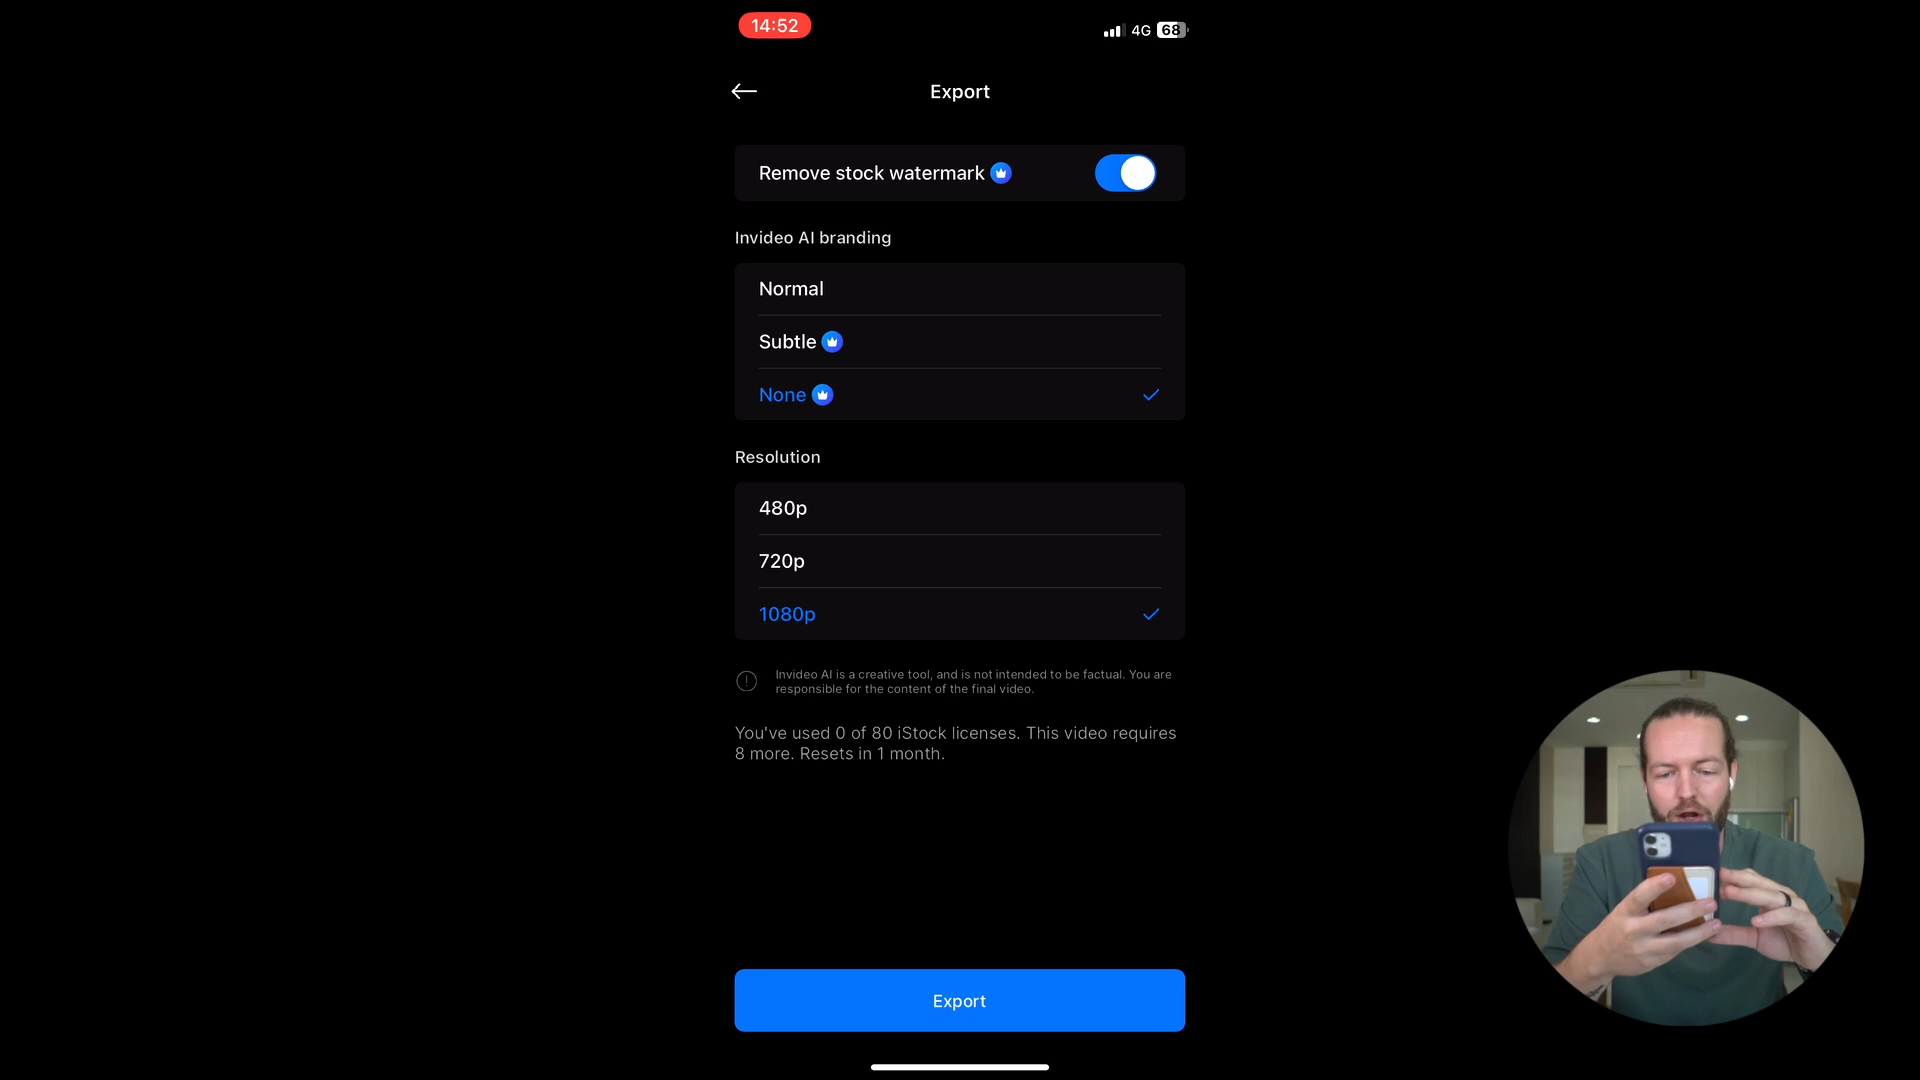 14:52
4G 68
Export
Remove stock watermark
Invideo AI branding
Normal
Subtle
None
Resolution
480p
720p
1080p
Invideo AI is a creative tool, and is not intended to be factual. You are
responsible for the content of the final video.
You've used 0 of 80 iStock licenses. This video requires
8 more. Resets in 1 month.
Export